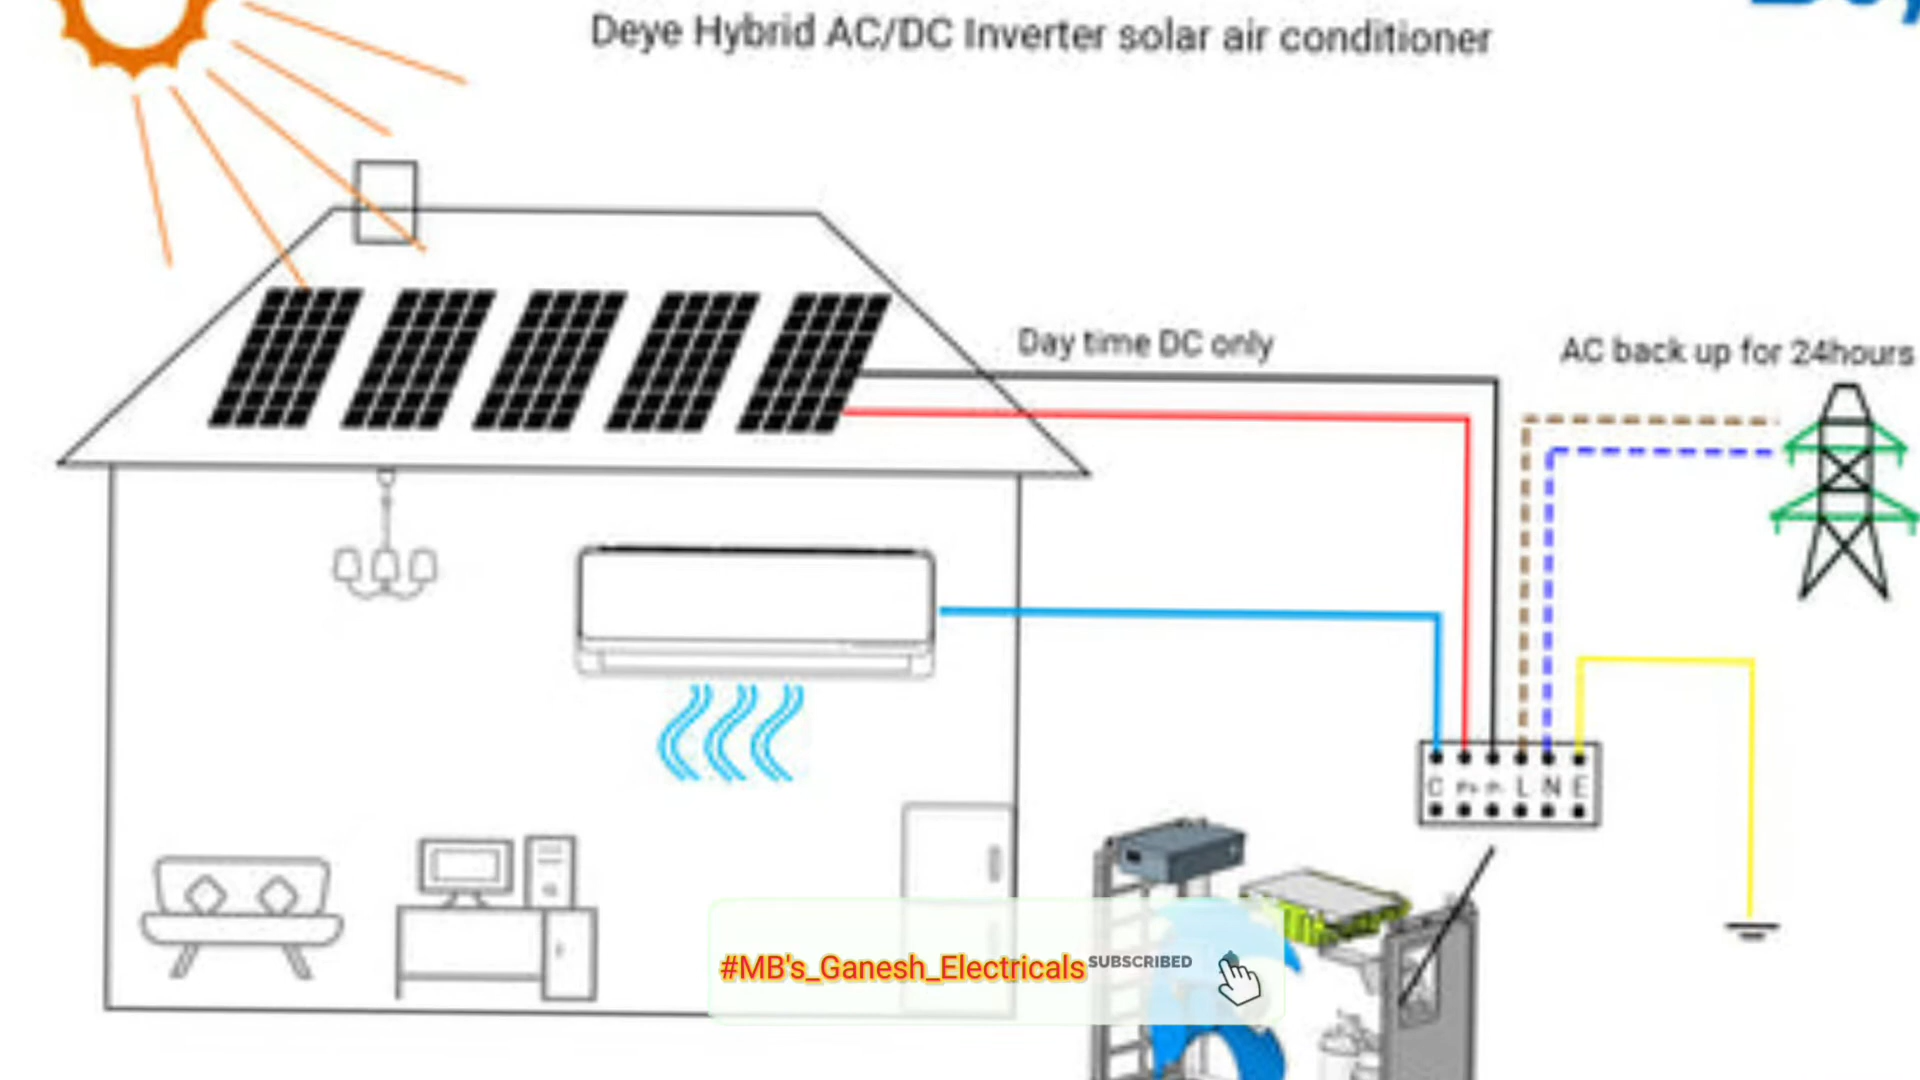 Deye Hybrid AC/DC Inverter solar air conditioner
Day time DC only
AC back up for 24hours
C P+ P- L N E
#MB's_Ganesh_Electricals
SUBSCRIBED